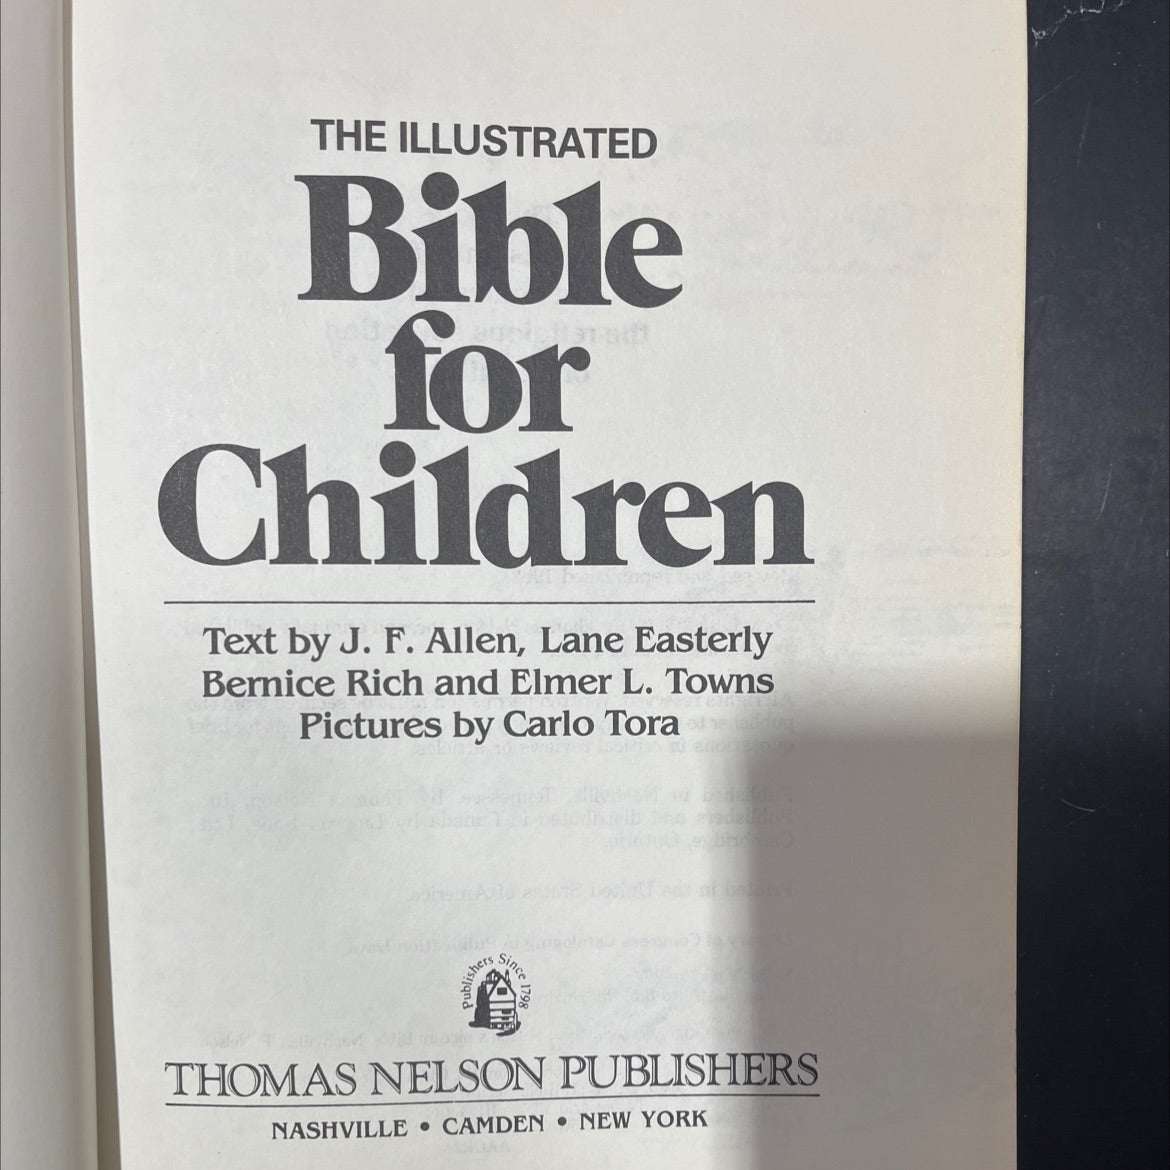 THE ILLUSTRATED
Bible
for
Children
Text by J. F. Allen, Lane Easterly
Bernice Rich and Elmer L. Towns
Pictures by Carlo Tora
Publishers Since 1798
THOMAS NELSON PUBLISHERS
NASHVILLE • CAMDEN • NEW YORK